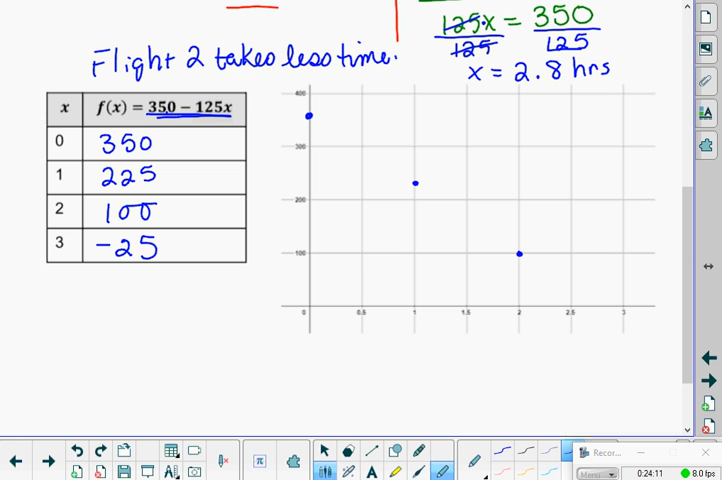 125·x = 350
125 125
Flight 2 takes less time.
x = 2.8 hrs
x f(x) = 350 − 125x
0 350
1 225
2 100
3 -25
400
300
200
100
0 0.5 1 1.5 2 2.5 3
π A
Recor...
Menu 0:24:11 8.0 fps